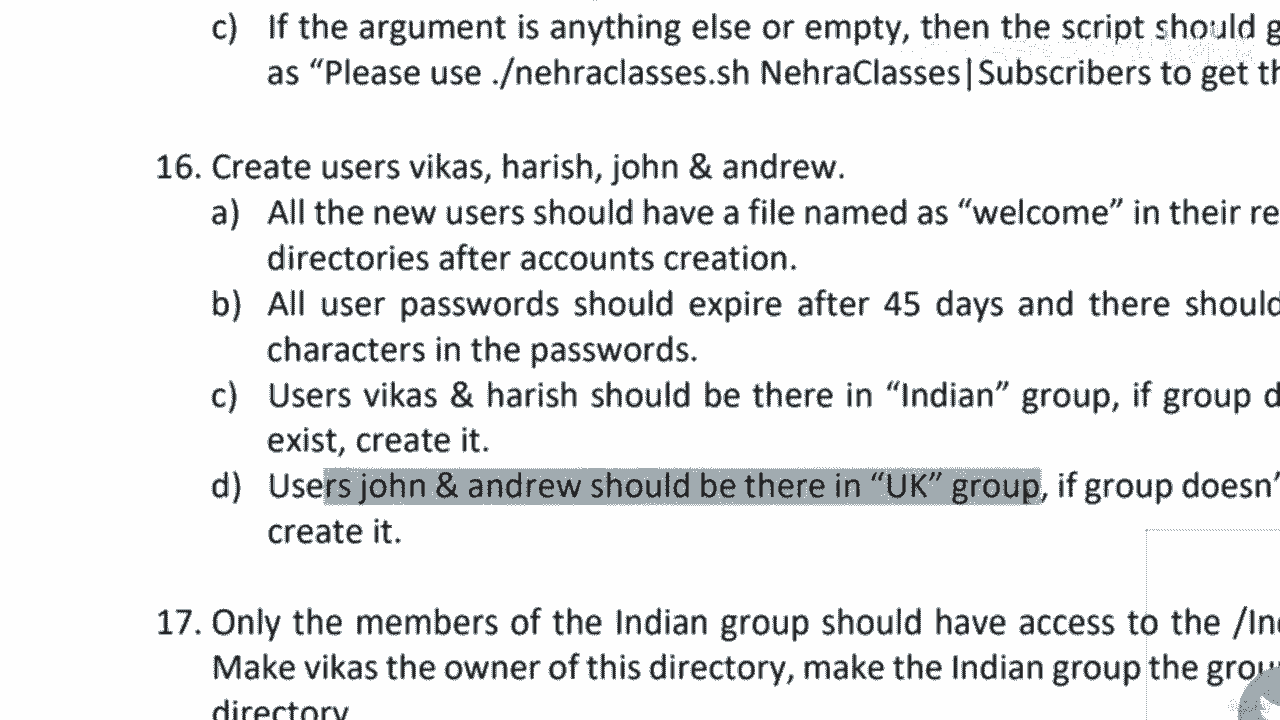 c) If the argument is anything else or empty, then the script should
as “Please use ./nehraclasses.sh NehraClasses|Subscribers to get
16. Create users vikas, harish, john & andrew.
a) All the new users should have a file named as “welcome” in their
directories after accounts creation.
b) All user passwords should expire after 45 days and there should
characters in the passwords.
c) Users vikas & harish should be there in “Indian” group, if group
exist, create it.
d) Users john & andrew should be there in “UK” group, if group doesn’
create it.
17. Only the members of the Indian group should have access to the
Make vikas the owner of this directory, make the Indian group the
directory